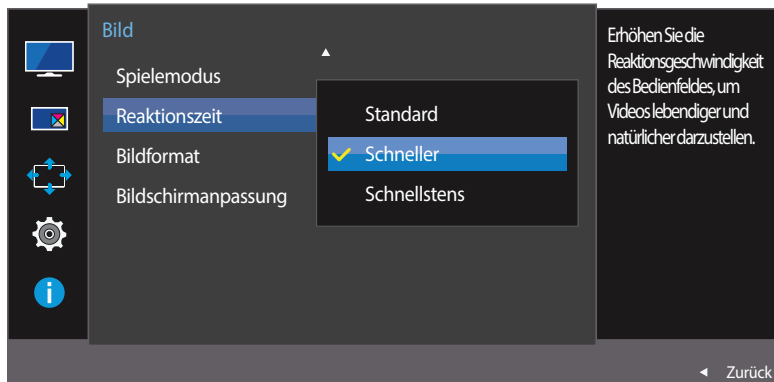 Bild
Spielemodus
Reaktionszeit
Bildformat
Bildschirmanpassung
Standard
Schneller
Schnellstens
Erhöhen Sie die
Reaktionsgeschwindigkeit
des Bedienfeldes, um
Videos lebendiger und
natürlicher darzustellen.
Zurück